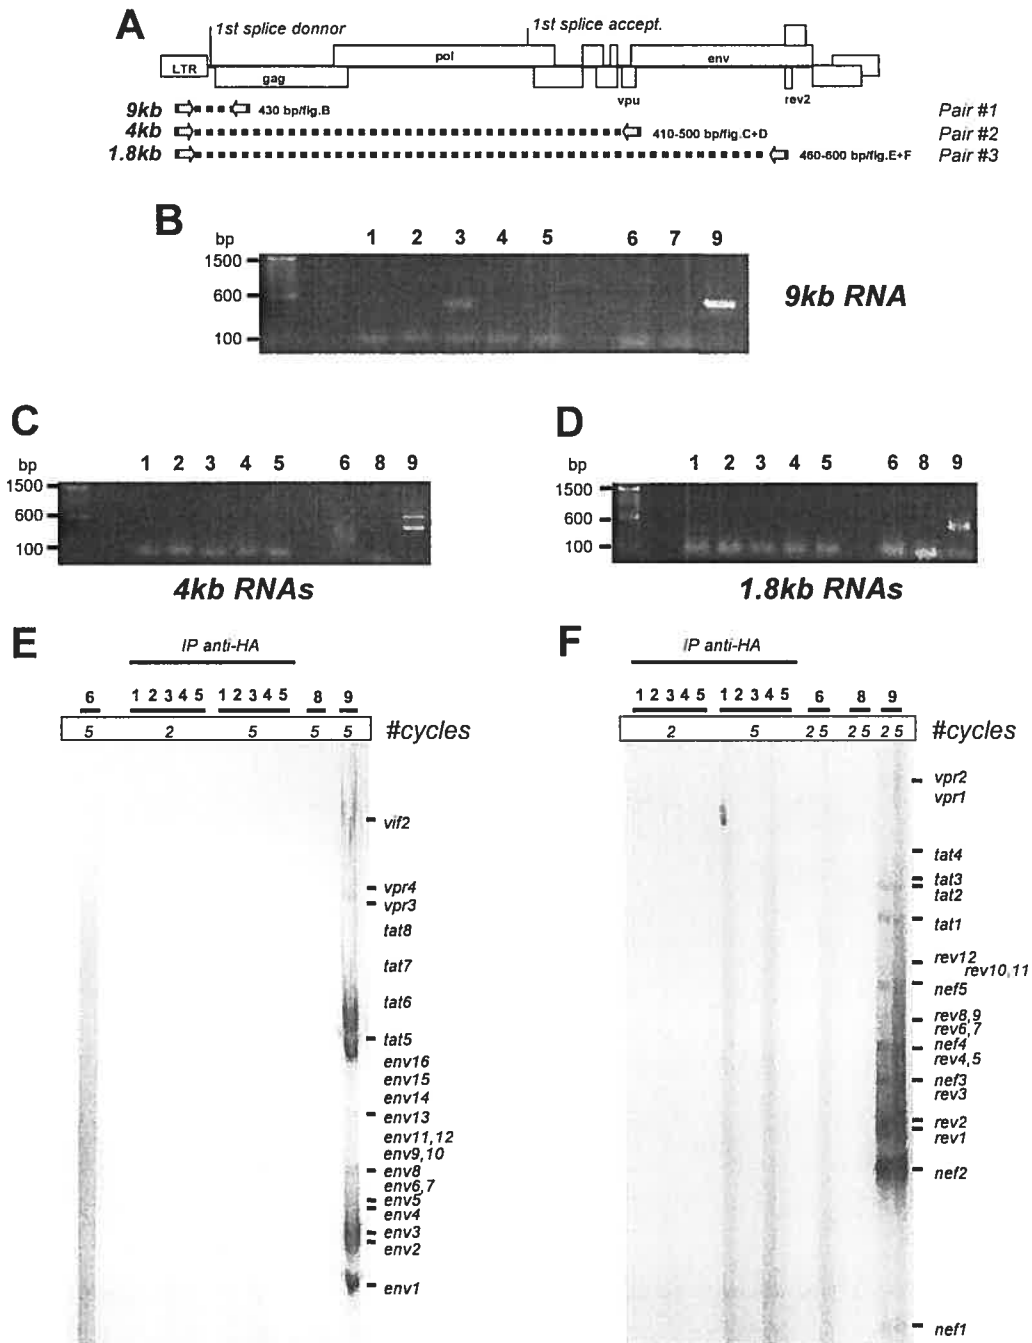 A
1st splice donnor
1st splice accept.
LTR
gag
pol
vpu
env
rev2
9kb 430 bp/fig.B Pair #1
4kb 410-500 bp/fig.C+D Pair #2
1.8kb 460-600 bp/fig.E+F Pair #3
B
bp 1 2 3 4 5 6 7 9
1500
600
100
9kb RNA
C
bp 1 2 3 4 5 6 8 9
1500
600
100
4kb RNAs
D
bp 1 2 3 4 5 6 8 9
1500
600
100
1.8kb RNAs
E
IP anti-HA
6 1 2 3 4 5 1 2 3 4 5 8 9
5 2 5 5 5 #cycles
vif2
vpr4
vpr3
tat8
tat7
tat6
tat5
env16
env15
env14
env13
env11,12
env9,10
env8
env6,7
env5
env4
env3
env2
env1
F
IP anti-HA
1 2 3 4 5 1 2 3 4 5 6 8 9
2 5 2 5 2 5 2 5 #cycles
vpr2
vpr1
tat4
tat3
tat2
tat1
rev12
rev10,11
nef5
rev8,9
rev6,7
nef4
rev4,5
nef3
rev3
rev2
rev1
nef2
nef1